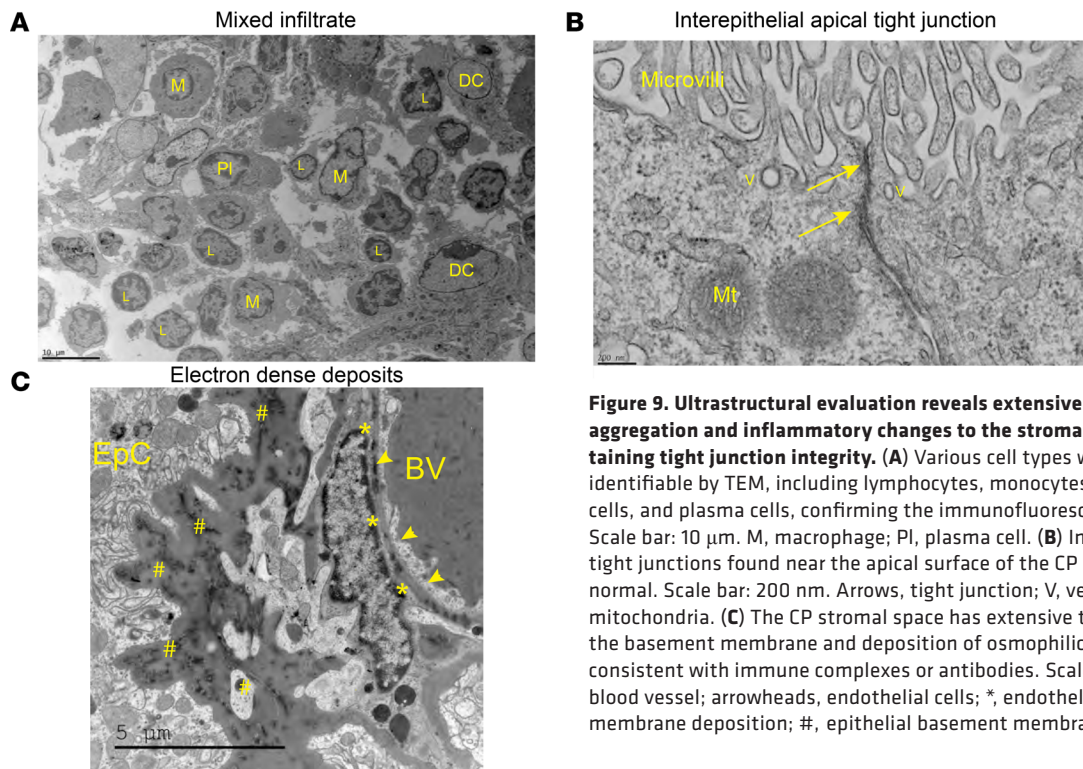 A
Mixed infiltrate
M
DC
L
Pl
L
M
L
L
DC
L
M
L
10 μm
B
Interepithelial apical tight junction
Microvilli
V
V
Mt
200 nm
C
Electron dense deposits
EpC
#
*
BV
#
*
#
*
#
#
5 μm
Figure 9. Ultrastructural evaluation reveals extensive
aggregation and inflammatory changes to the stroma
taining tight junction integrity. (A) Various cell types w
identifiable by TEM, including lymphocytes, monocytes
cells, and plasma cells, confirming the immunofluoresc
Scale bar: 10 μm. M, macrophage; Pl, plasma cell. (B) In
tight junctions found near the apical surface of the CP
normal. Scale bar: 200 nm. Arrows, tight junction; V, ve
mitochondria. (C) The CP stromal space has extensive t
the basement membrane and deposition of osmophilic
consistent with immune complexes or antibodies. Scal
blood vessel; arrowheads, endothelial cells; *, endothel
membrane deposition; #, epithelial basement membra